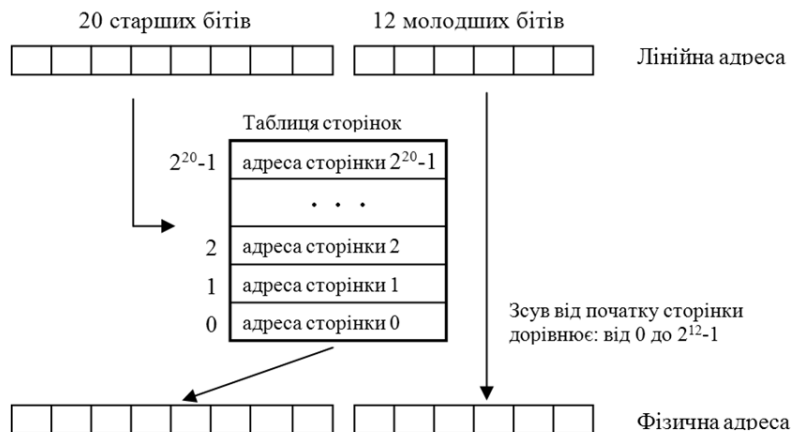 20 старших бітів
12 молодших бітів
Лінійна адреса
Таблиця сторінок
2²⁰-1
адреса сторінки 2²⁰-1
. . .
2
адреса сторінки 2
1
адреса сторінки 1
0
адреса сторінки 0
Зсув від початку сторінки
дорівнює: від 0 до 2¹²-1
Фізична адреса